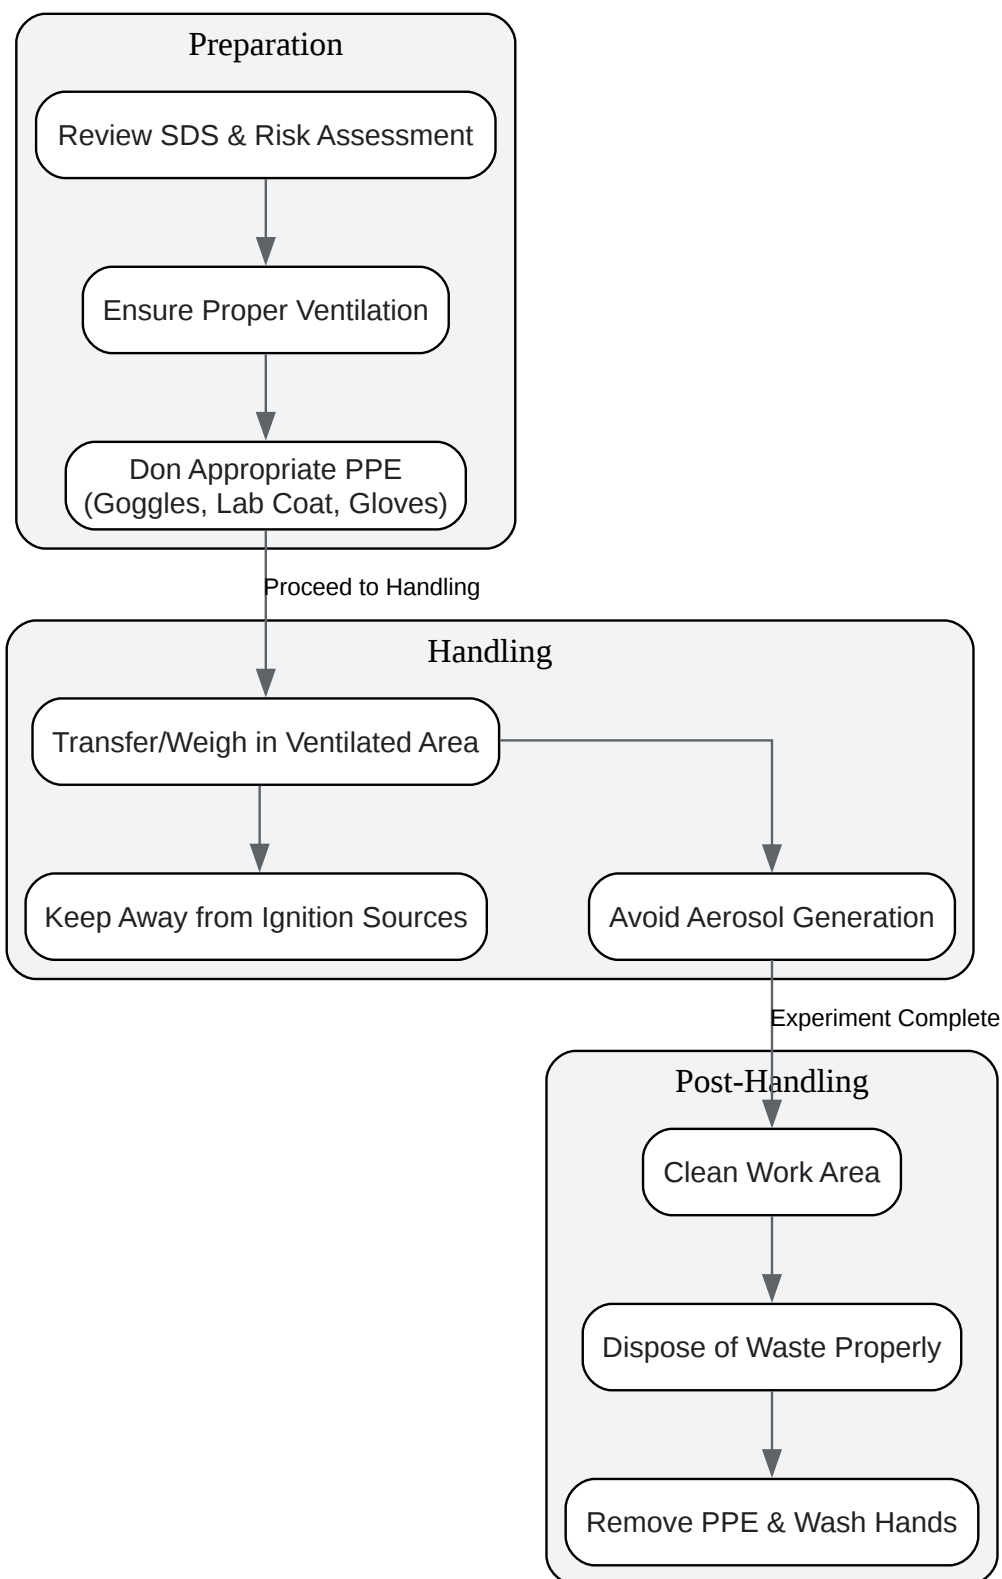 Preparation
Review SDS & Risk Assessment
Ensure Proper Ventilation
Don Appropriate PPE
(Goggles, Lab Coat, Gloves)
Proceed to Handling
Handling
Transfer/Weigh in Ventilated Area
Keep Away from Ignition Sources
Avoid Aerosol Generation
Experiment Complete
Post-Handling
Clean Work Area
Dispose of Waste Properly
Remove PPE & Wash Hands